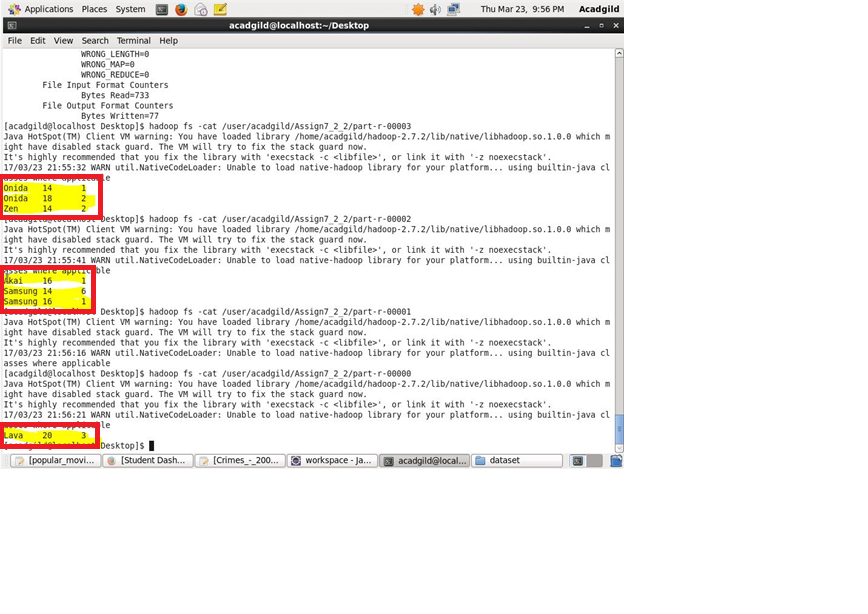 Applications Places System Thu Mar 23, 9:56 PM Acadgild
acadgild@localhost:~/Desktop
File Edit View Search Terminal Help
WRONG_LENGTH=0
WRONG_MAP=0
WRONG_REDUCE=0
File Input Format Counters
Bytes Read=733
File Output Format Counters
Bytes Written=77
[acadgild@localhost Desktop]$ hadoop fs -cat /user/acadgild/Assign7_2_2/part-r-00003
Java HotSpot(TM) Client VM warning: You have loaded library /home/acadgild/hadoop-2.7.2/lib/native/libhadoop.so.1.0.0 which m
ight have disabled stack guard. The VM will try to fix the stack guard now.
It's highly recommended that you fix the library with 'execstack -c <libfile>', or link it with '-z noexecstack'.
17/03/23 21:55:32 WARN util.NativeCodeLoader: Unable to load native-hadoop library for your platform... using builtin-java cl
asses where applicable
Onida 14 1
Onida 18 2
Zen 14 2
[acadgild@localhost Desktop]$ hadoop fs -cat /user/acadgild/Assign7_2_2/part-r-00002
Java HotSpot(TM) Client VM warning: You have loaded library /home/acadgild/hadoop-2.7.2/lib/native/libhadoop.so.1.0.0 which m
ight have disabled stack guard. The VM will try to fix the stack guard now.
It's highly recommended that you fix the library with 'execstack -c <libfile>', or link it with '-z noexecstack'.
17/03/23 21:55:41 WARN util.NativeCodeLoader: Unable to load native-hadoop library for your platform... using builtin-java cl
asses where applicable
Akai 16 1
Samsung 14 6
Samsung 16 1
[acadgild@localhost Desktop]$ hadoop fs -cat /user/acadgild/Assign7_2_2/part-r-00001
Java HotSpot(TM) Client VM warning: You have loaded library /home/acadgild/hadoop-2.7.2/lib/native/libhadoop.so.1.0.0 which m
ight have disabled stack guard. The VM will try to fix the stack guard now.
It's highly recommended that you fix the library with 'execstack -c <libfile>', or link it with '-z noexecstack'.
17/03/23 21:56:16 WARN util.NativeCodeLoader: Unable to load native-hadoop library for your platform... using builtin-java cl
asses where applicable
[acadgild@localhost Desktop]$ hadoop fs -cat /user/acadgild/Assign7_2_2/part-r-00000
Java HotSpot(TM) Client VM warning: You have loaded library /home/acadgild/hadoop-2.7.2/lib/native/libhadoop.so.1.0.0 which m
ight have disabled stack guard. The VM will try to fix the stack guard now.
It's highly recommended that you fix the library with 'execstack -c <libfile>', or link it with '-z noexecstack'.
17/03/23 21:56:21 WARN util.NativeCodeLoader: Unable to load native-hadoop library for your platform... using builtin-java cl
asses where applicable
Lava 20 3
[acadgild@localhost Desktop]$
[popular_movi... [Student Dash... [Crimes_-_200... workspace - Ja... acadgild@local... dataset